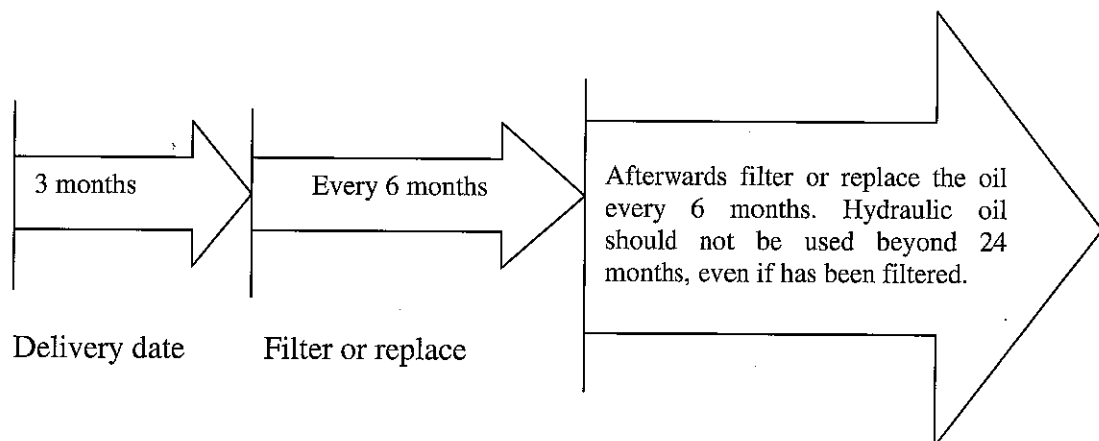 3 months
Every 6 months
Afterwards filter or replace the oil
every 6 months. Hydraulic oil
should not be used beyond 24
months, even if has been filtered.
Delivery date
Filter or replace